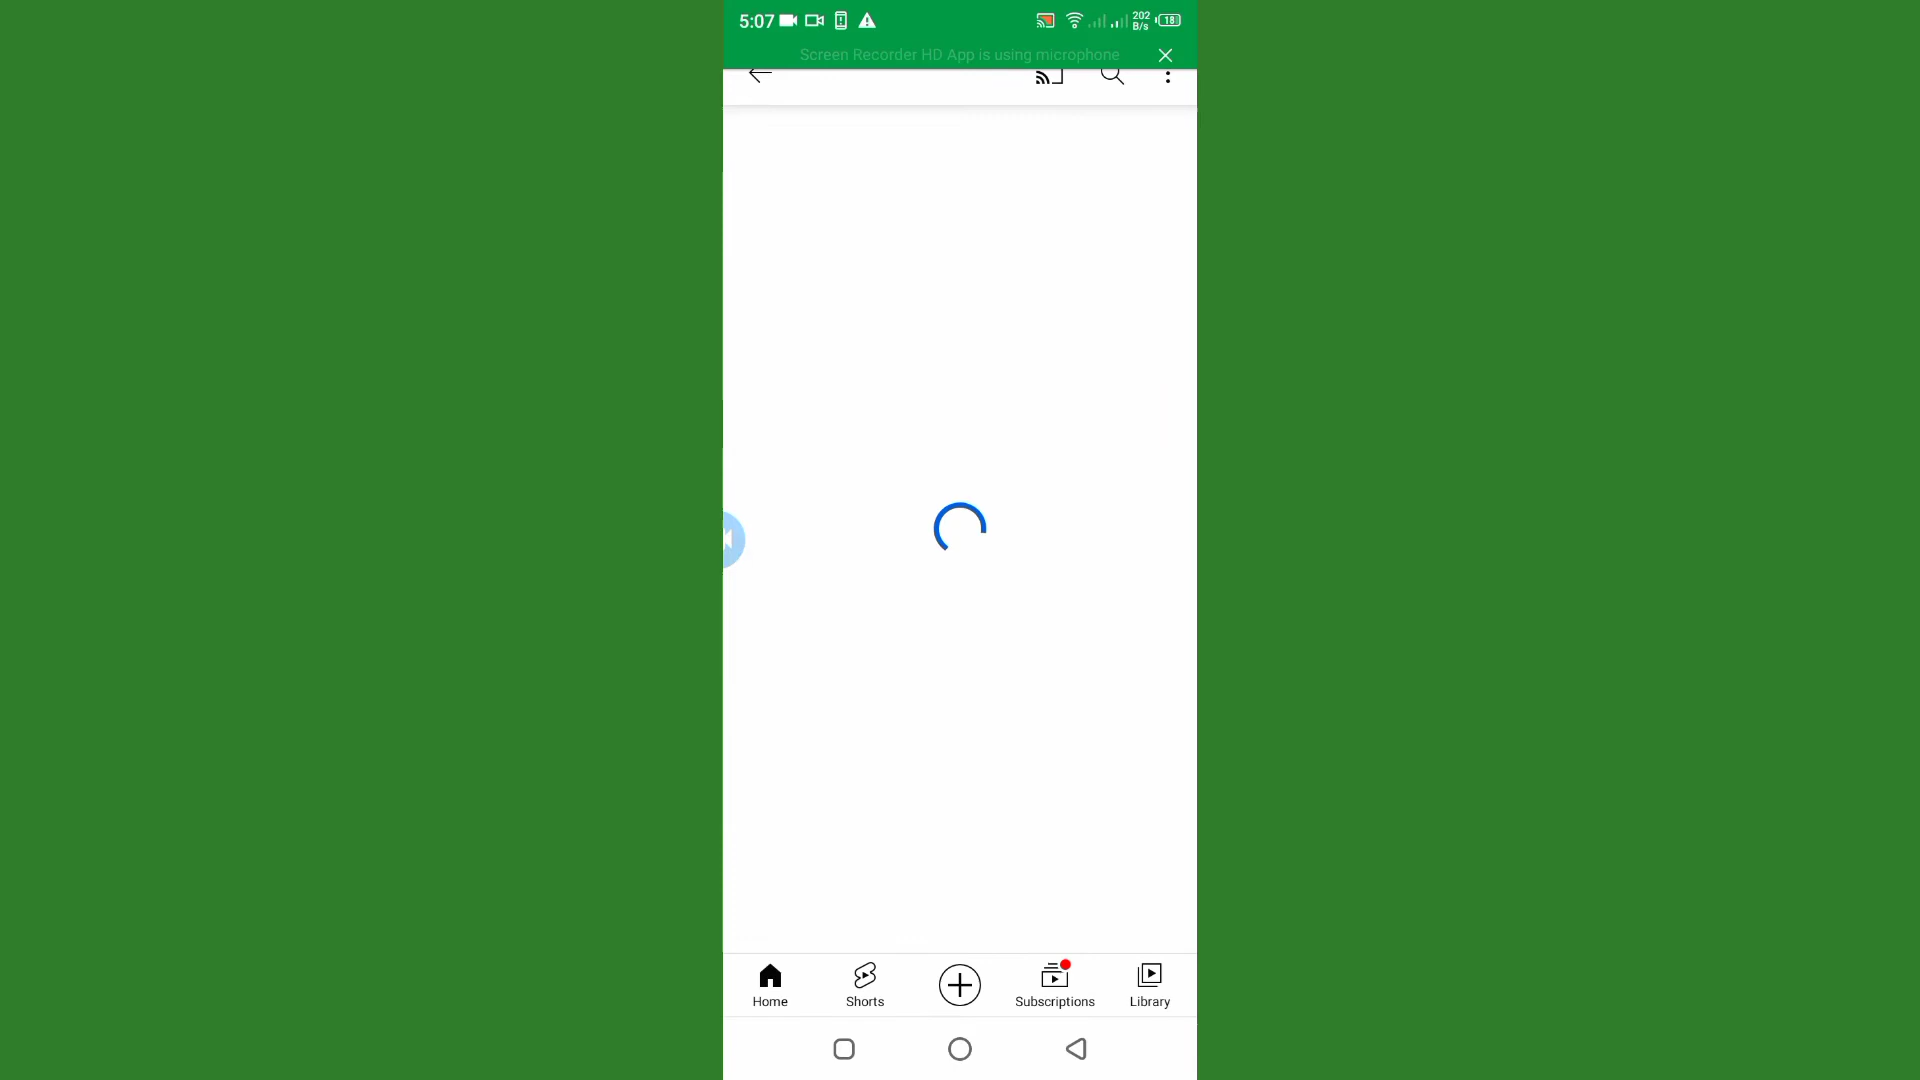 5:07
202
B/s
18
Screen Recorder HD App is using microphone
Home
Shorts
Subscriptions
Library